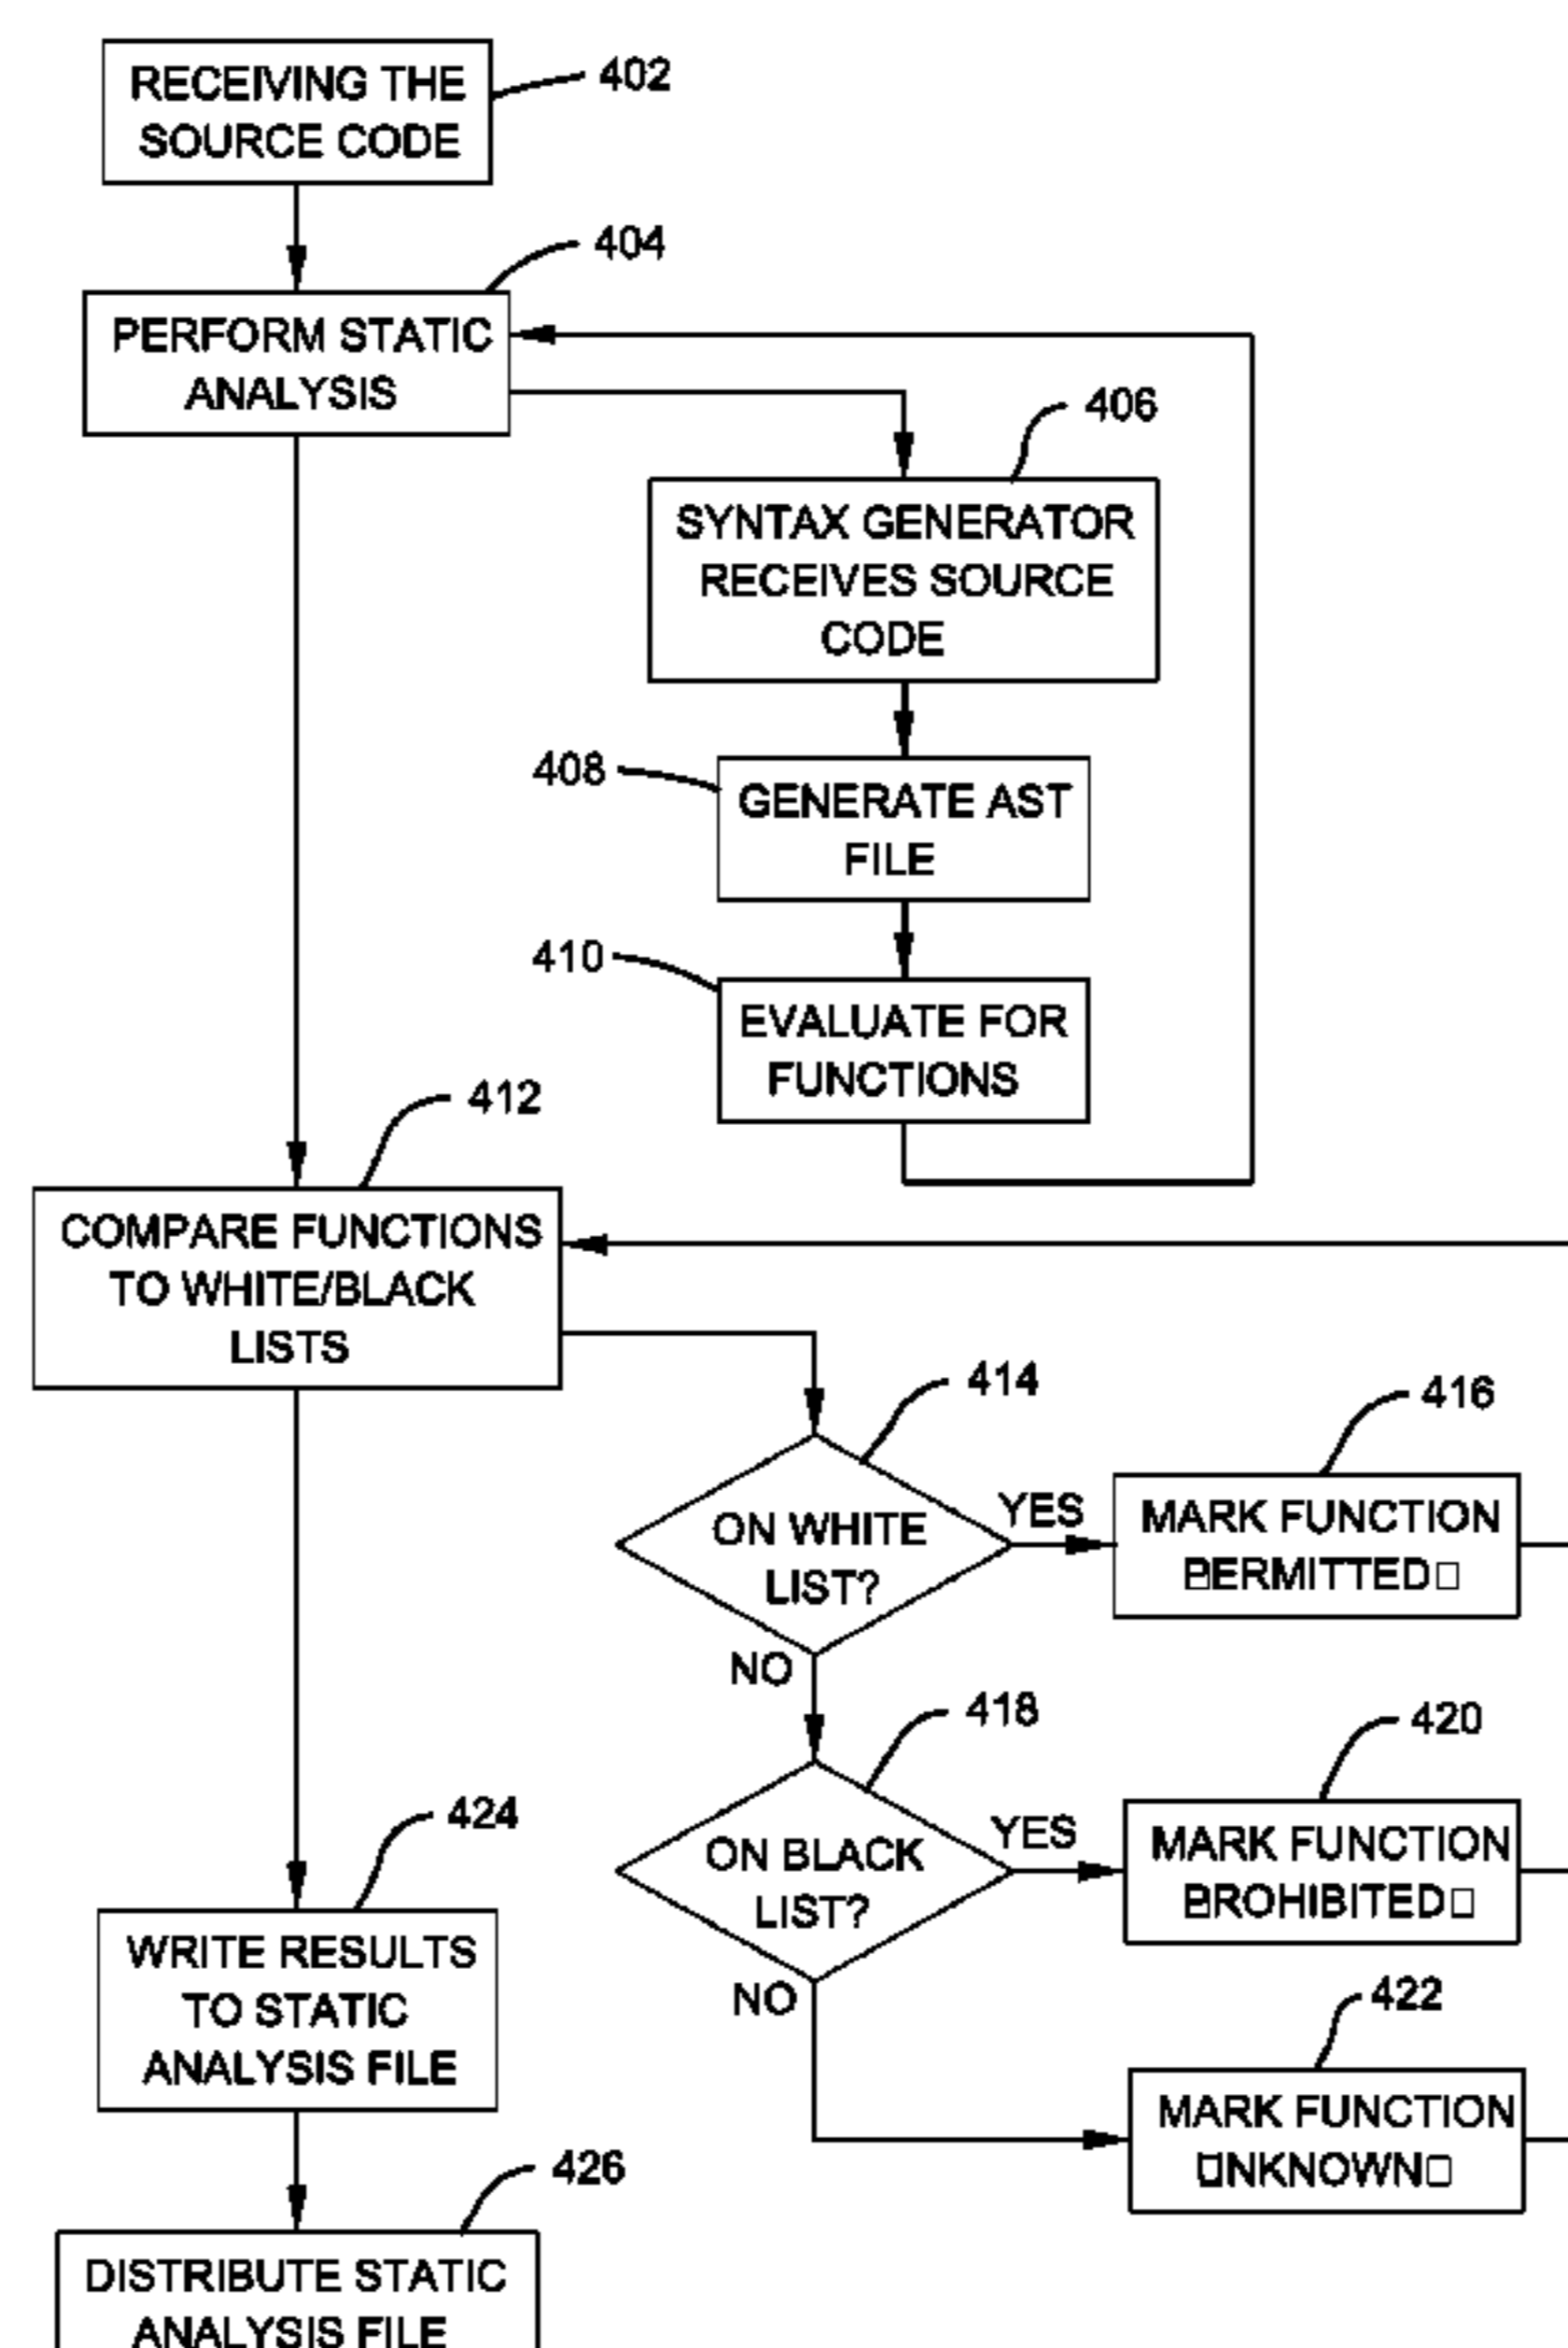 RECEIVING THE
SOURCE CODE
402
404
PERFORM STATIC
ANALYSIS
406
SYNTAX GENERATOR
RECEIVES SOURCE
CODE
408
GENERATE AST
FILE
410
EVALUATE FOR
FUNCTIONS
412
COMPARE FUNCTIONS
TO WHITE/BLACK
LISTS
414
416
ON WHITE
LIST?
YES
MARK FUNCTION
PERMITTED
NO
418
420
ON BLACK
LIST?
YES
MARK FUNCTION
PROHIBITED
NO
422
MARK FUNCTION
UNKNOWN
424
WRITE RESULTS
TO STATIC
ANALYSIS FILE
426
DISTRIBUTE STATIC
ANALYSIS FILE